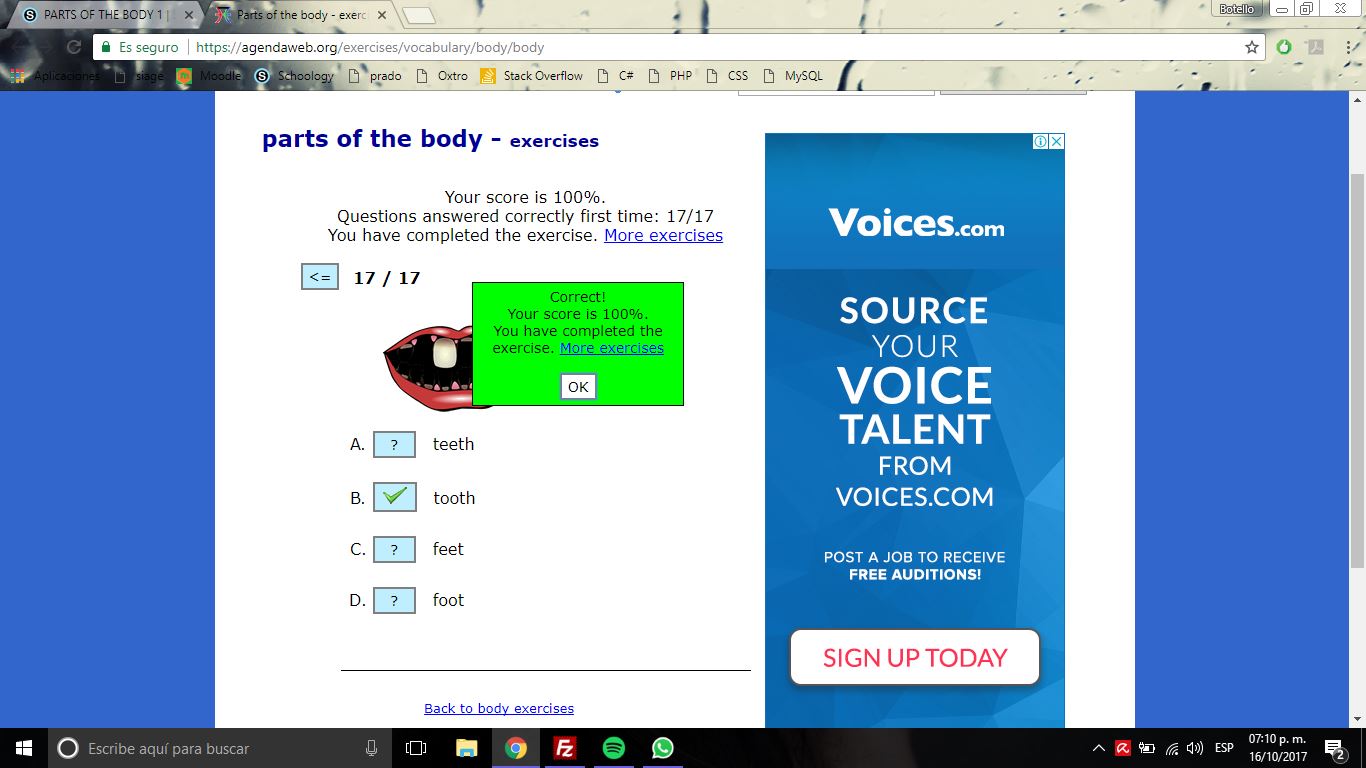 PARTS OF THE BODY 1 |
Parts of the body - exerc
Botello
Es seguro
https://agendaweb.org/exercises/vocabulary/body/body
Aplicaciones
siage
Moodle
Schoology
prado
Oxtro
Stack Overflow
C#
PHP
CSS
MySQL
parts of the body - exercises
Your score is 100%.
Questions answered correctly first time: 17/17
You have completed the exercise. More exercises
<= 17 / 17
Correct!
Your score is 100%.
You have completed the
exercise. More exercises
OK
A. ? teeth
B. tooth
C. ? feet
D. ? foot
Back to body exercises
Voices.com
SOURCE
YOUR
VOICE
TALENT
FROM
VOICES.COM
POST A JOB TO RECEIVE
FREE AUDITIONS!
SIGN UP TODAY
Escribe aquí para buscar
ESP
07:10 p. m.
16/10/2017
2